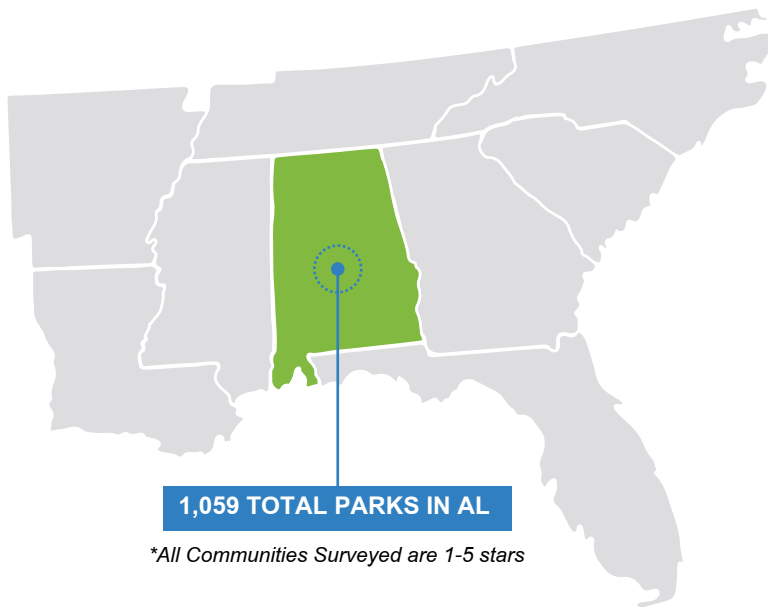 1,059 TOTAL PARKS IN AL
*All Communities Surveyed are 1-5 stars